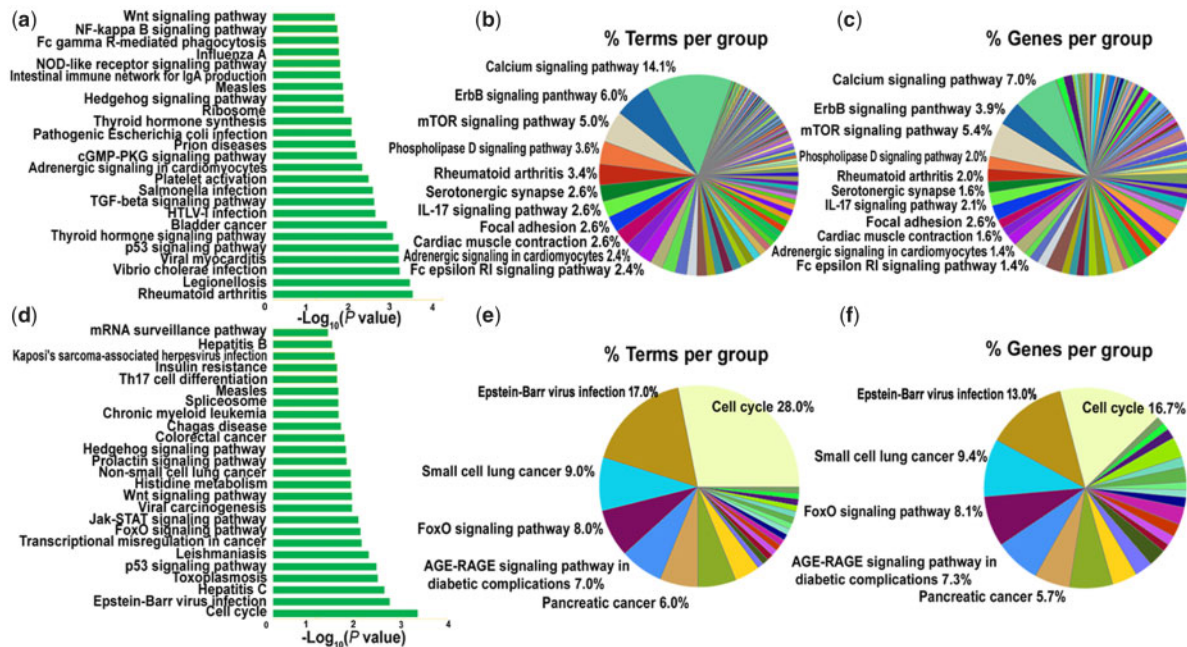 (a)
Wnt signaling pathway
NF-kappa B signaling pathway
Fc gamma R-mediated phagocytosis
Influenza A
NOD-like receptor signaling pathway
Intestinal immune network for IgA production
Measles
Hedgehog signaling pathway
Ribosome
Thyroid hormone synthesis
Pathogenic Escherichia coli infection
Prion diseases
cGMP-PKG signaling pathway
Adrenergic signaling in cardiomyocytes
Platelet activation
Salmonella infection
TGF-beta signaling pathway
HTLV-I infection
Bladder cancer
Thyroid hormone signaling pathway
p53 signaling pathway
Viral myocarditis
Vibrio cholerae infection
Legionellosis
Rheumatoid arthritis
0 1 2 3 4
-Log10(P value)
(b)
% Terms per group
Calcium signaling pathway 14.1%
ErbB signaling panthway 6.0%
mTOR signaling pathway 5.0%
Phospholipase D signaling pathway 3.6%
Rheumatoid arthritis 3.4%
Serotonergic synapse 2.6%
IL-17 signaling pathway 2.6%
Focal adhesion 2.6%
Cardiac muscle contraction 2.6%
Adrenergic signaling in cardiomyocytes 2.4%
Fc epsilon RI signaling pathway 2.4%
(c)
% Genes per group
Calcium signaling pathway 7.0%
ErbB signaling panthway 3.9%
mTOR signaling pathway 5.4%
Phospholipase D signaling pathway 2.0%
Rheumatoid arthritis 2.0%
Serotonergic synapse 1.6%
IL-17 signaling pathway 2.1%
Focal adhesion 2.6%
Cardiac muscle contraction 1.6%
Adrenergic signaling in cardiomyocytes 1.4%
Fc epsilon RI signaling pathway 1.4%
(d)
mRNA surveillance pathway
Hepatitis B
Kaposi's sarcoma-associated herpesvirus infection
Insulin resistance
Th17 cell differentiation
Measles
Spliceosome
Chronic myeloid leukemia
Chagas disease
Colorectal cancer
Hedgehog signaling pathway
Prolactin signaling pathway
Non-small cell lung cancer
Histidine metabolism
Wnt signaling pathway
Viral carcinogenesis
Jak-STAT signaling pathway
FoxO signaling pathway
Transcriptional misregulation in cancer
Leishmaniasis
p53 signaling pathway
Toxoplasmosis
Hepatitis C
Epstein-Barr virus infection
Cell cycle
0 1 2 3 4
-Log10(P value)
(e)
% Terms per group
Epstein-Barr virus infection 17.0%
Cell cycle 28.0%
Small cell lung cancer 9.0%
FoxO signaling pathway 8.0%
AGE-RAGE signaling pathway in
diabetic complications 7.0%
Pancreatic cancer 6.0%
(f)
% Genes per group
Epstein-Barr virus infection 13.0%
Cell cycle 16.7%
Small cell lung cancer 9.4%
FoxO signaling pathway 8.1%
AGE-RAGE signaling pathway in
diabetic complications 7.3%
Pancreatic cancer 5.7%